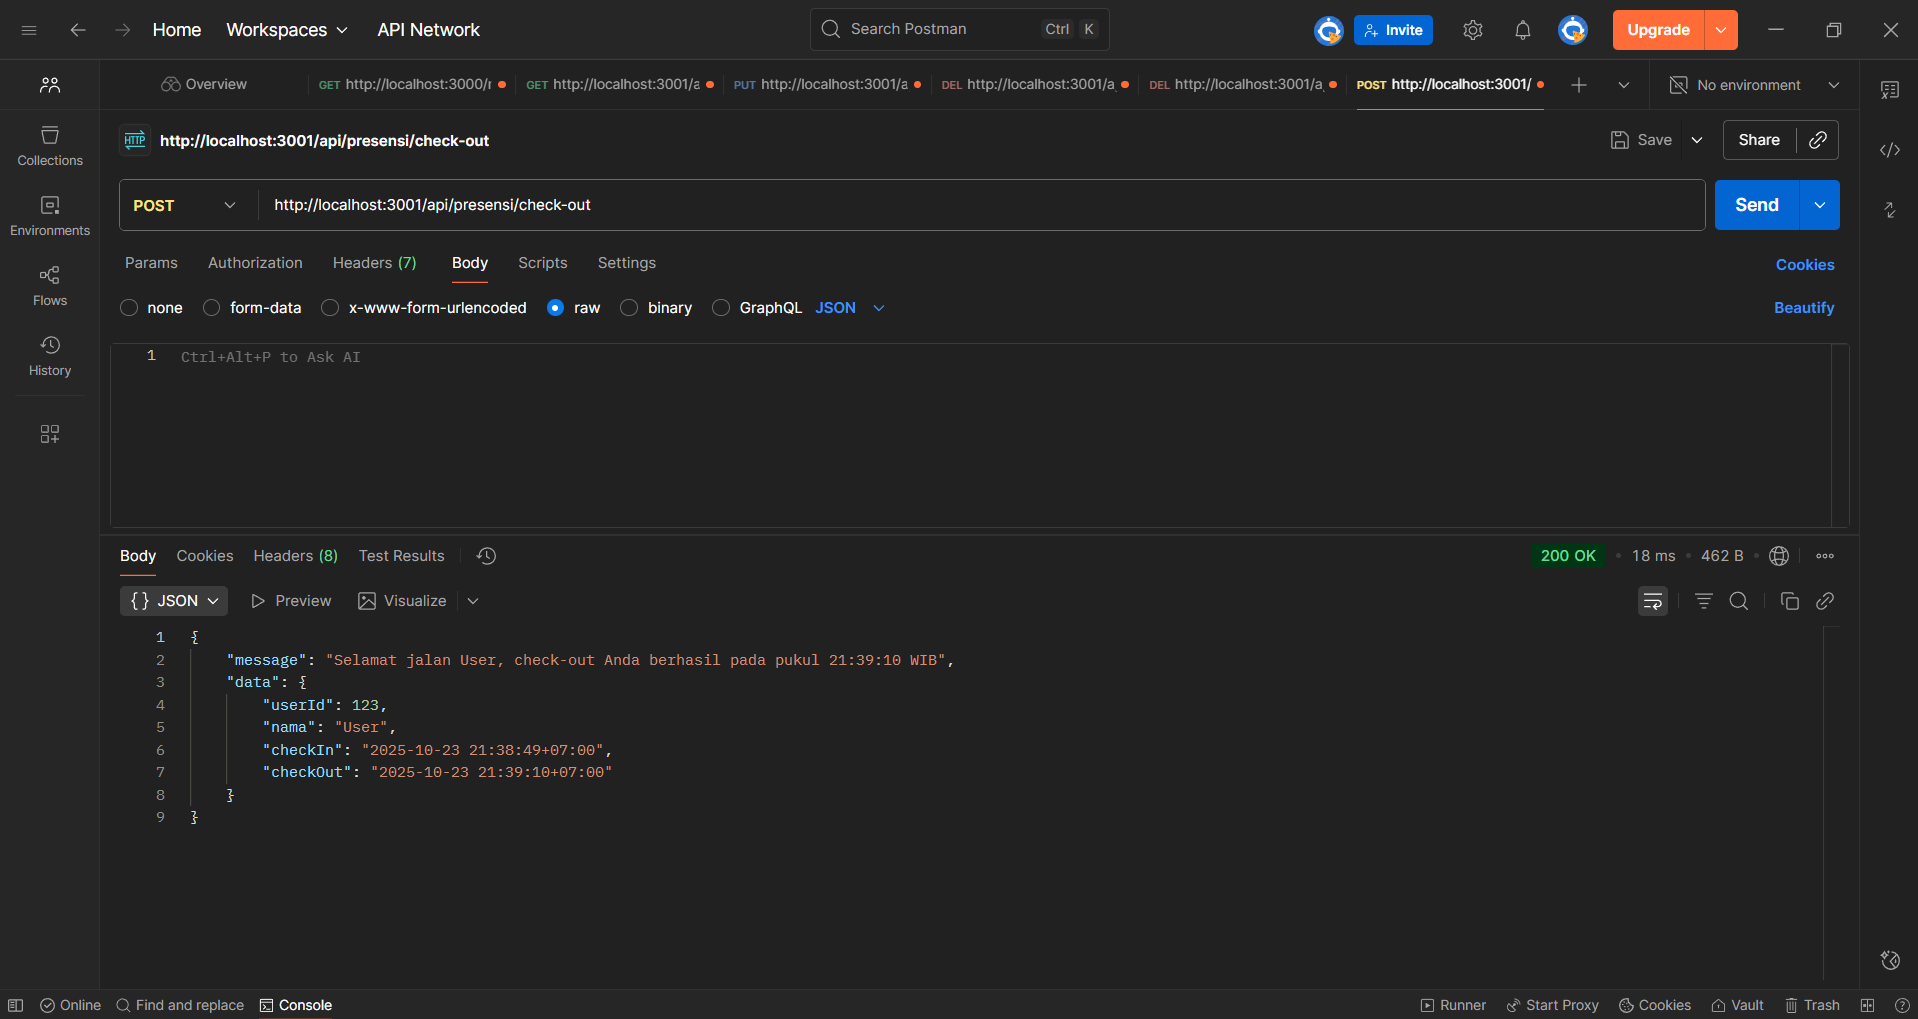 Home Workspaces API Network Search Postman Ctrl K Invite Upgrade
Overview GET http://localhost:3000/r GET http://localhost:3001/a PUT http://localhost:3001/a DEL http://localhost:3001/a DEL http://localhost:3001/a POST http://localhost:3001/ No environment
HTTP http://localhost:3001/api/presensi/check-out Save Share
Collections
Environments
Flows
History
POST http://localhost:3001/api/presensi/check-out Send
Params Authorization Headers (7) Body Scripts Settings Cookies
none form-data x-www-form-urlencoded raw binary GraphQL JSON Beautify
1 Ctrl+Alt+P to Ask AI
Body Cookies Headers (8) Test Results 200 OK • 18 ms • 462 B
{} JSON Preview Visualize
1 {
2 "message": "Selamat jalan User, check-out Anda berhasil pada pukul 21:39:10 WIB",
3 "data": {
4 "userId": 123,
5 "nama": "User",
6 "checkIn": "2025-10-23 21:38:49+07:00",
7 "checkOut": "2025-10-23 21:39:10+07:00"
8 }
9 }
Online Find and replace Console Runner Start Proxy Cookies Vault Trash